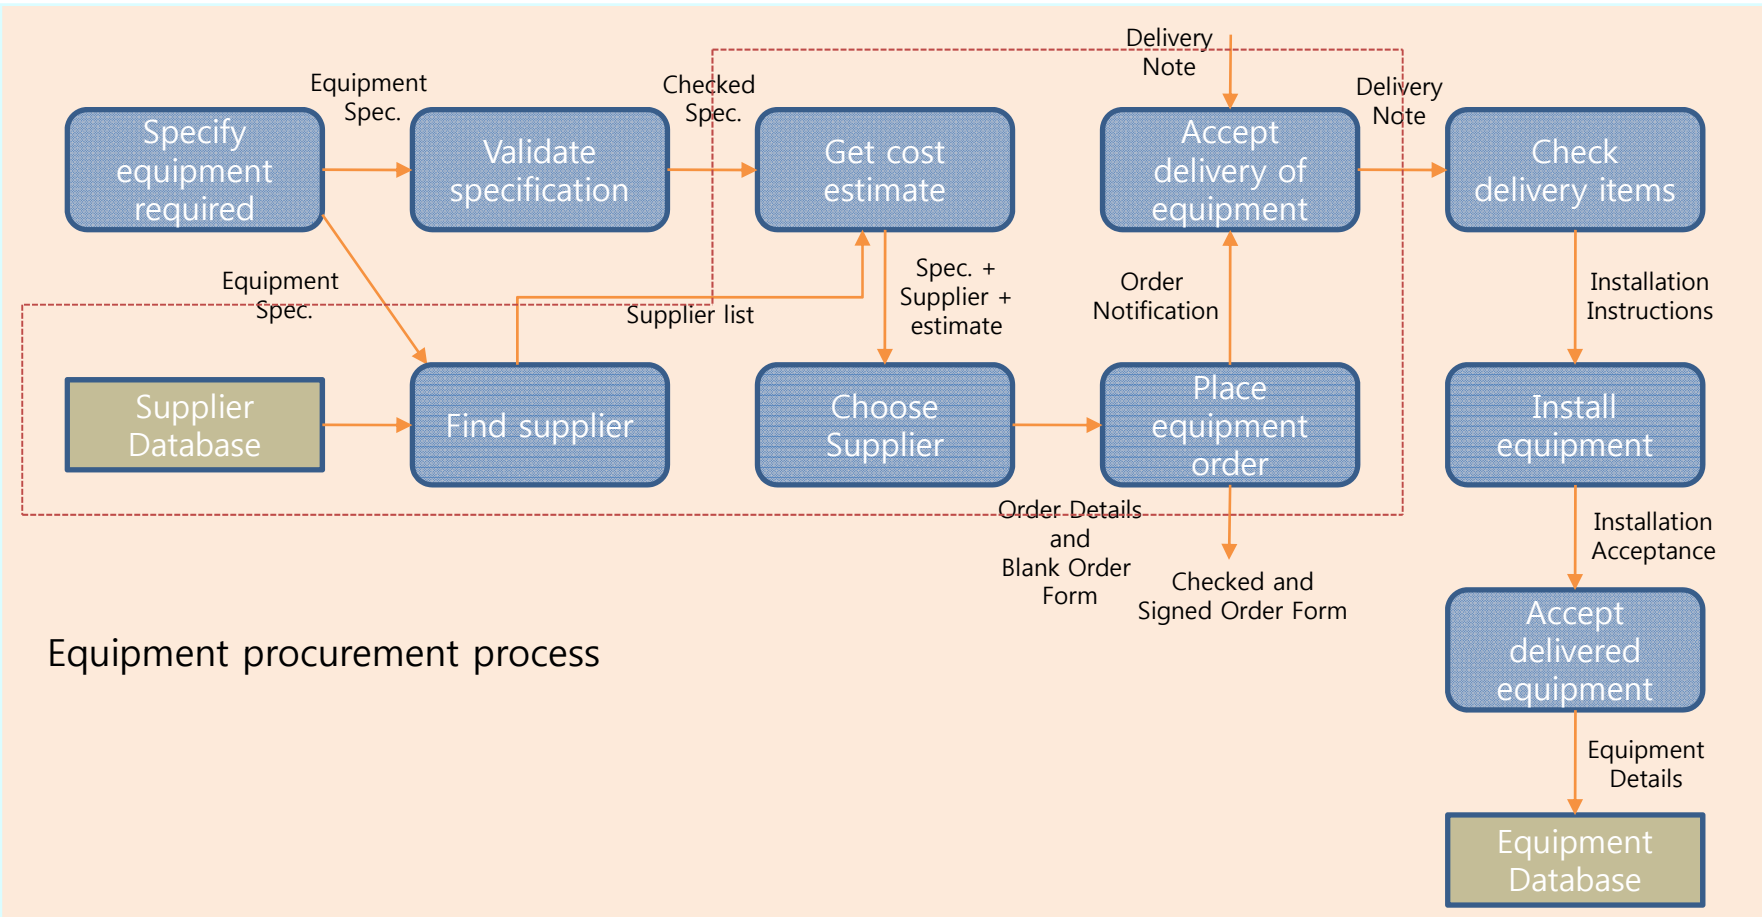 Delivery
Note
Equipment
Spec.
Checked
Spec.
Delivery
Note
Specify
equipment
required
Validate
specification
Get cost
estimate
Accept
delivery of
equipment
Check
delivery items
Equipment
Spec.
Supplier list
Spec. +
Supplier +
estimate
Order
Notification
Installation
Instructions
Supplier
Database
Find supplier
Choose
Supplier
Place
equipment
order
Install
equipment
Order Details
and
Blank Order
Form
Checked and
Signed Order Form
Installation
Acceptance
Equipment procurement process
Accept
delivered
equipment
Equipment
Details
Equipment
Database